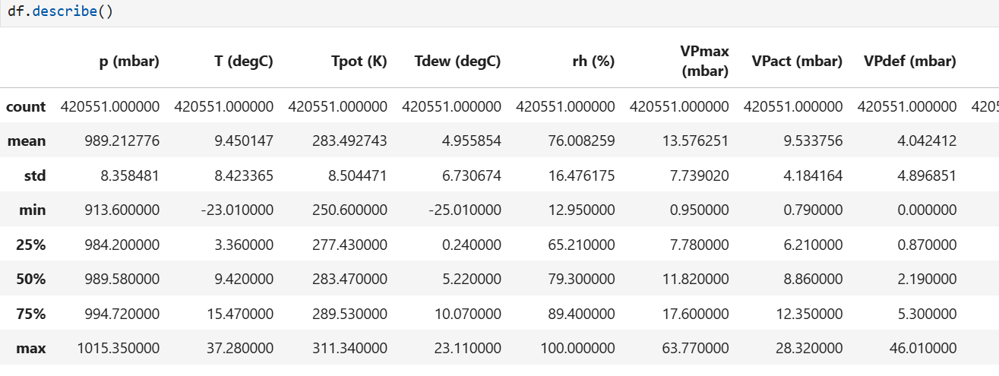 df.describe()
p (mbar) T (degC) Tpot (K) Tdew (degC) rh (%) VPmax (mbar) VPact (mbar) VPdef (mbar)
count 420551.000000 420551.000000 420551.000000 420551.000000 420551.000000 420551.000000 420551.000000 420551.000000 
mean 989.212776 9.450147 283.492743 4.955854 76.008259 13.576251 9.533756 4.042412
std 8.358481 8.423365 8.504471 6.730674 16.476175 7.739020 4.184164 4.896851
min 913.600000 -23.010000 250.600000 -25.010000 12.950000 0.950000 0.790000 0.000000
25% 984.200000 3.360000 277.430000 0.240000 65.210000 7.780000 6.210000 0.870000
50% 989.580000 9.420000 283.470000 5.220000 79.300000 11.820000 8.860000 2.190000
75% 994.720000 15.470000 289.530000 10.070000 89.400000 17.600000 12.350000 5.300000
max 1015.350000 37.280000 311.340000 23.110000 100.000000 63.770000 28.320000 46.010000